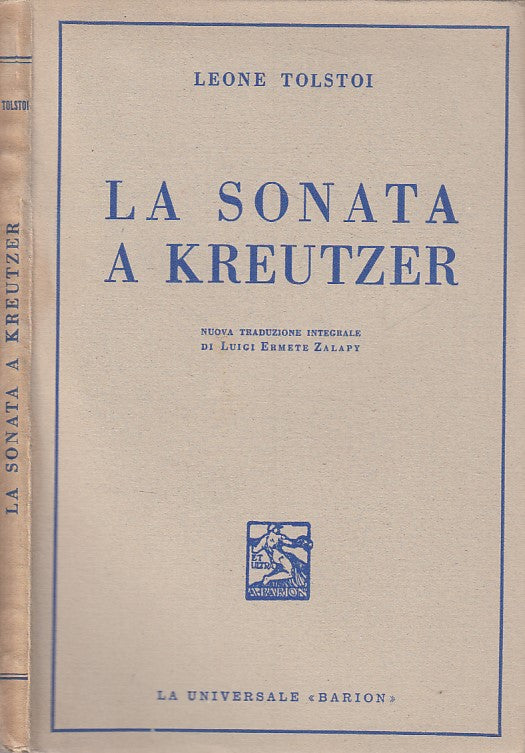 TOLSTOI
LA SONATA A KREUTZER
LEONE TOLSTOI
LA SONATA
A KREUTZER
NUOVA TRADUZIONE INTEGRALE
DI LUIGI ERMETE ZALAPY
ET
ULTRA
A. BARION
LA UNIVERSALE «BARION»